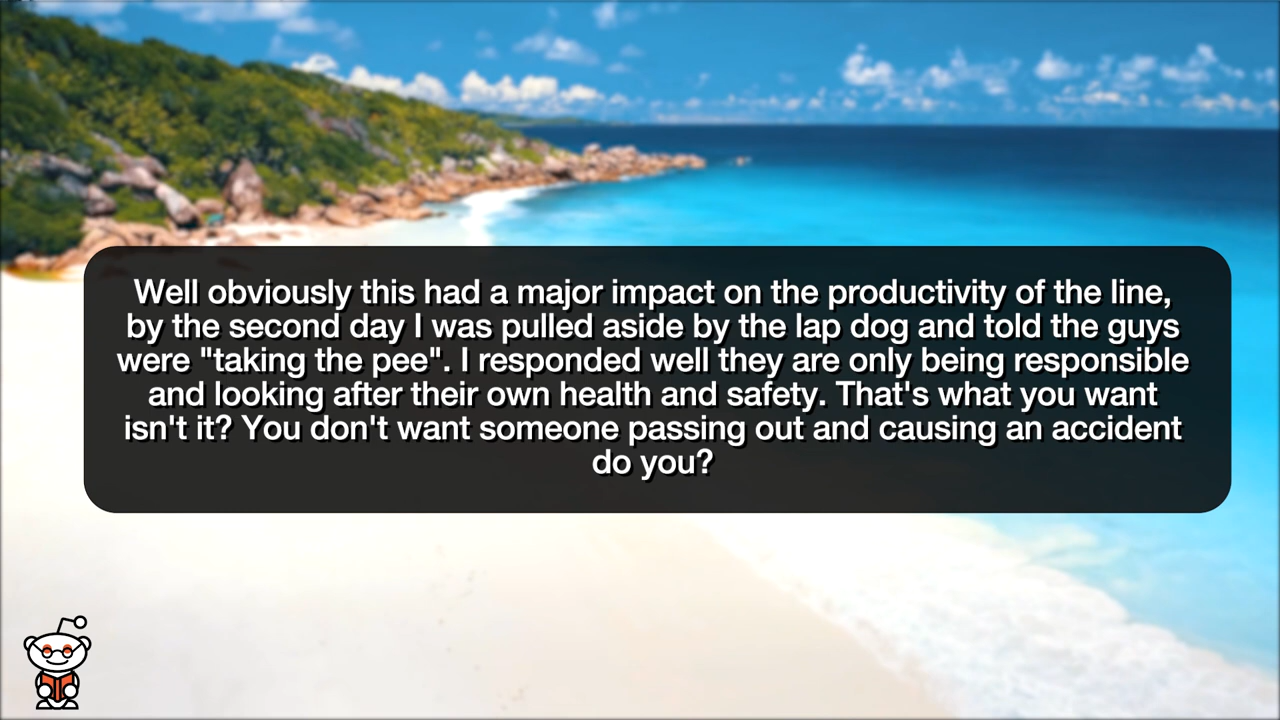 Well obviously this had a major impact on the productivity of the line,
by the second day I was pulled aside by the lap dog and told the guys
were "taking the pee". I responded well they are only being responsible
and looking after their own health and safety. That's what you want
isn't it? You don't want someone passing out and causing an accident
do you?